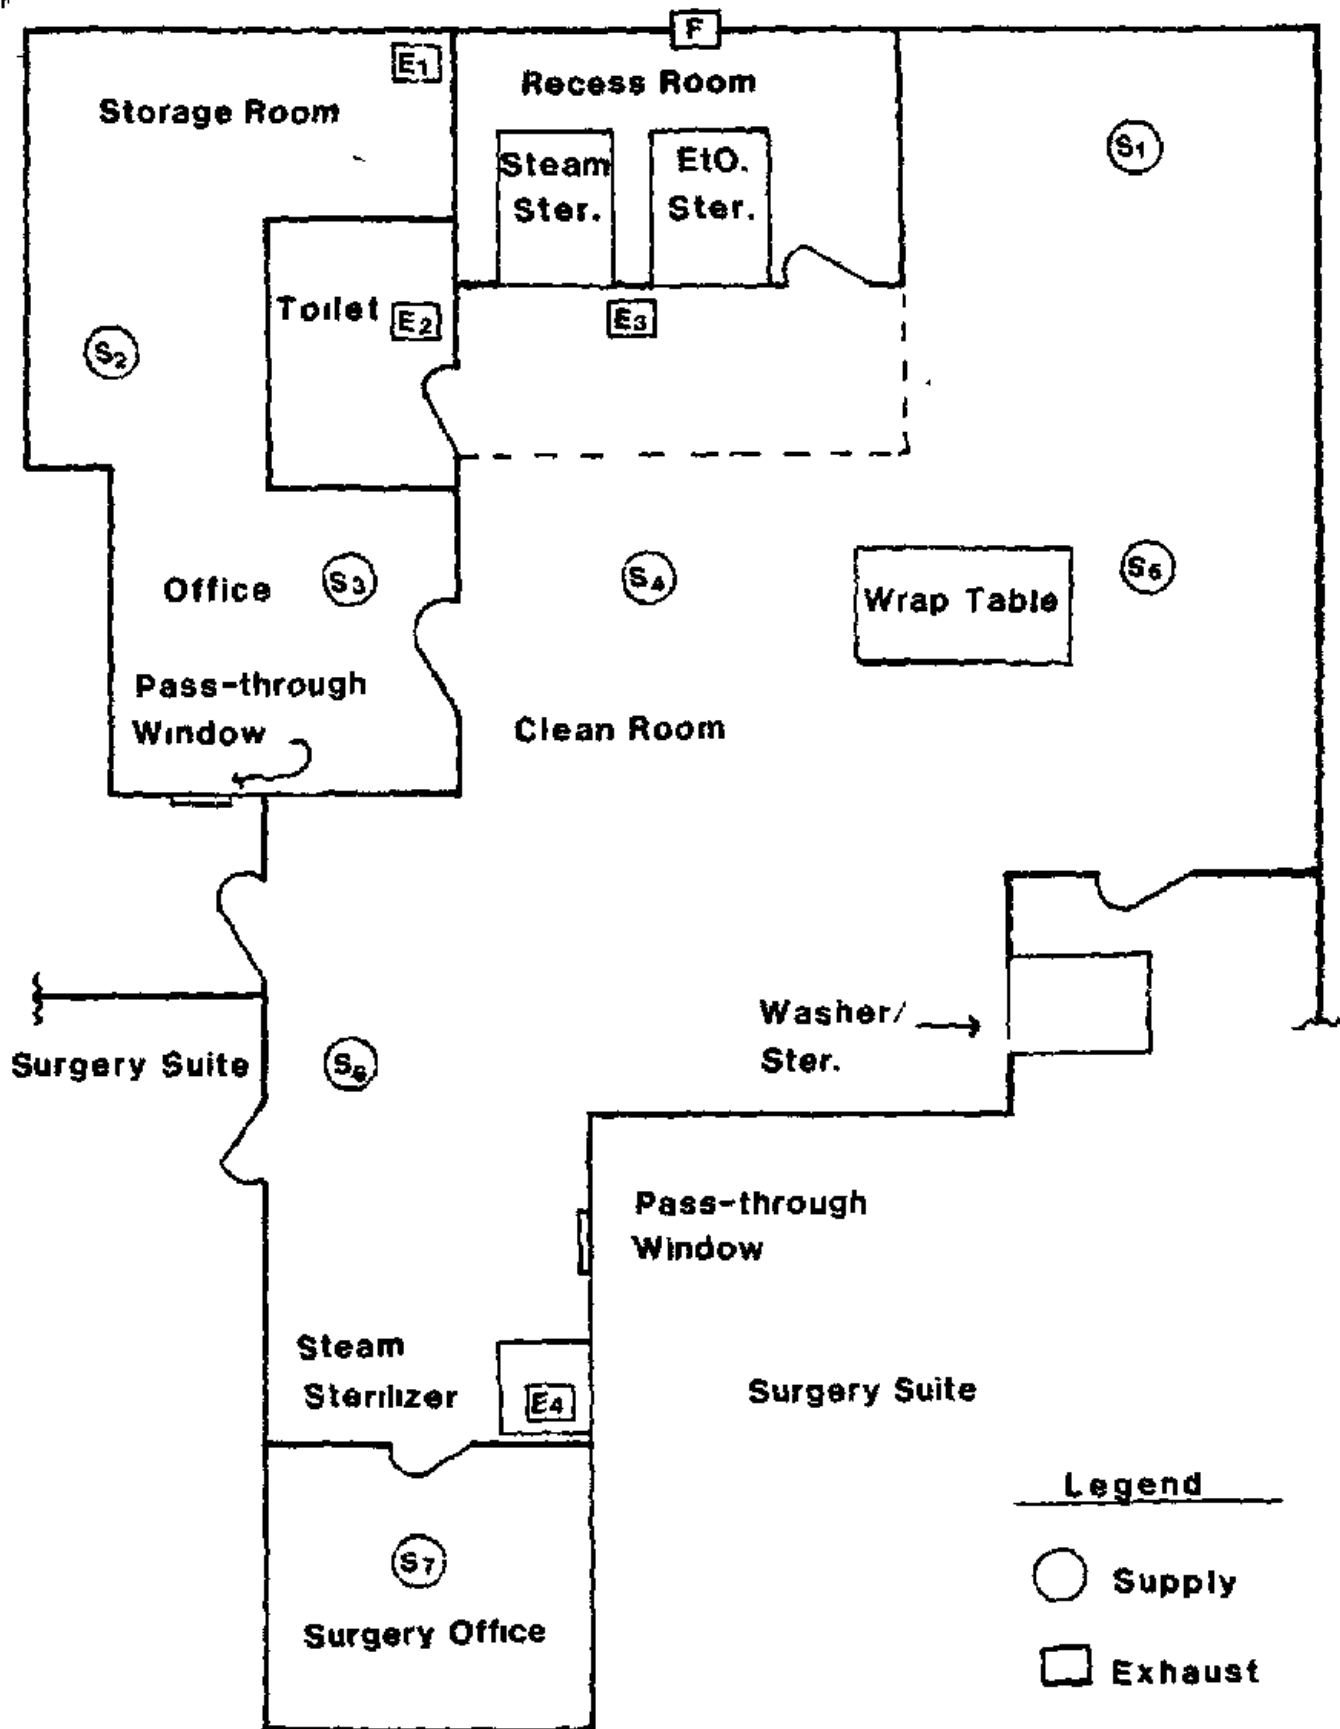 F
E1
Recess Room
Storage Room
S1
Steam
Ster.
EtO.
Ster.
Toilet
E2
E3
S2
Office
S3
S4
S5
Wrap Table
Pass-through
Window
Clean Room
Washer/
Ster.
Surgery Suite
S6
Pass-through
Window
Steam
Sterilizer
E4
Surgery Suite
Legend
S7
Supply
Surgery Office
Exhaust